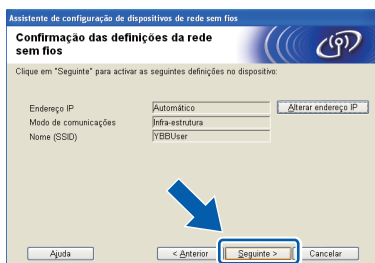 Assistente de configuração de dispositivos de rede sem fios
Confirmação das definições da rede
sem fios
Clique em "Seguinte" para activar as seguintes definições no dispositivo:
Endereço IP
Automático
Alterar endereço IP
Modo de comunicações
Infra-estrutura
Nome (SSID)
YBBUser
Ajuda
< Anterior
Seguinte >
Cancelar